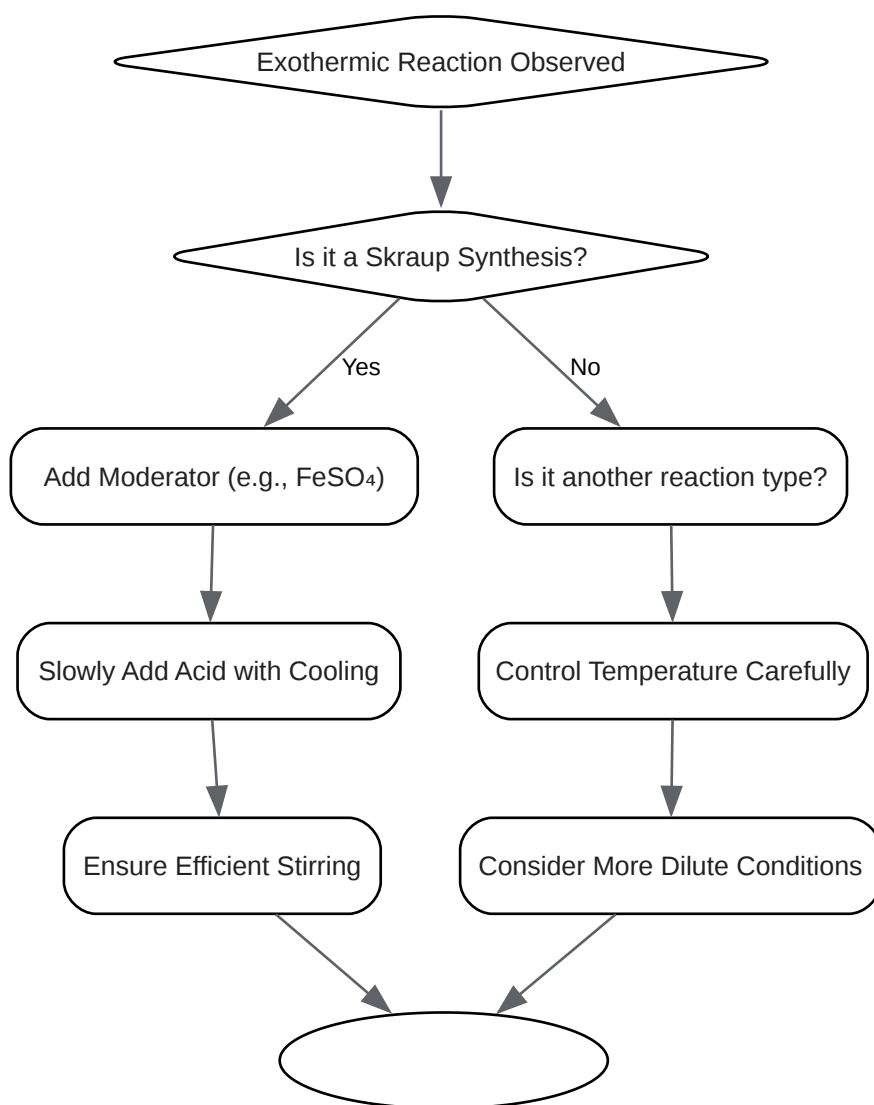 Exothermic Reaction Observed
Is it a Skraup Synthesis?
Yes
No
Add Moderator (e.g., FeSO₄)
Is it another reaction type?
Slowly Add Acid with Cooling
Control Temperature Carefully
Ensure Efficient Stirring
Consider More Dilute Conditions